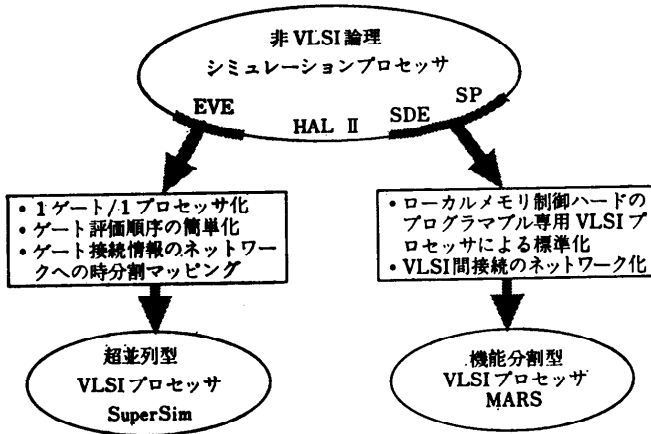 非VLSI論理
シミュレーションプロセッサ
EVE
HAL II
SDE
SP
・1ゲート/1プロセッサ化
・ゲート評価順序の簡単化
・ゲート接続情報のネットワー
クへの時分割マッピング
・ローカルメモリ制御ハードの
プログラマブル専用VLSIプ
ロセッサによる標準化
・VLSI間接続のネットワーク化
超並列型
VLSIプロセッサ
SuperSim
機能分割型
VLSIプロセッサ
MARS